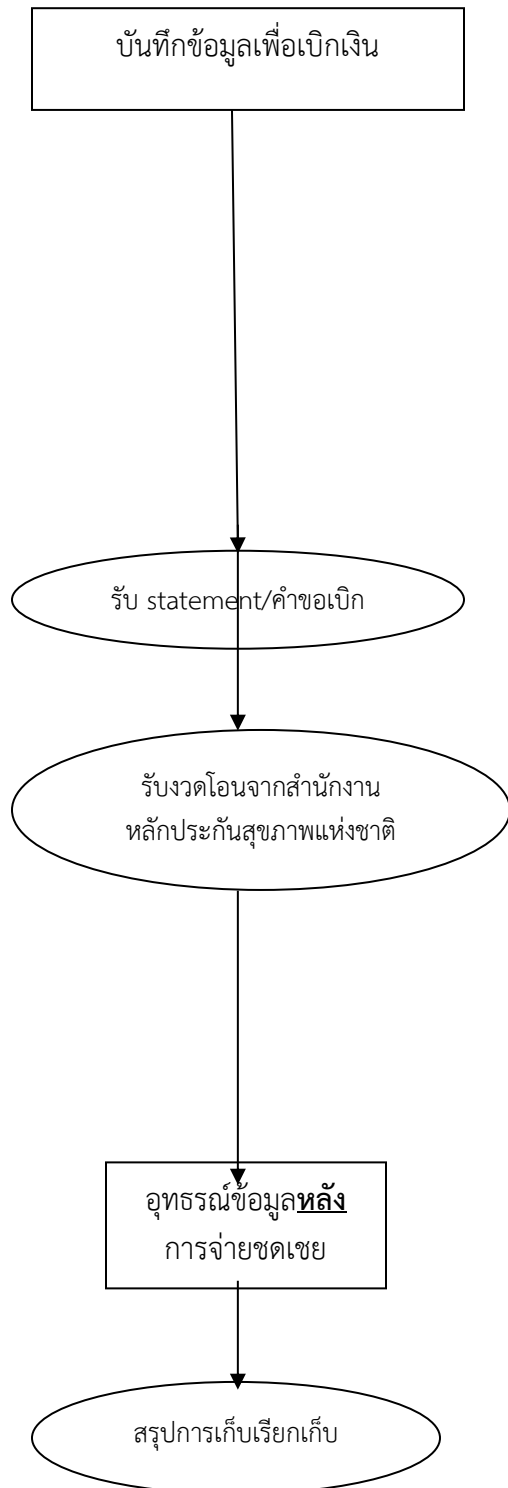 บันทึกข้อมูลเพื่อเบิกเงิน
รับ statement/คำขอเบิก
รับงวดโอนจากสำนักงาน
หลักประกันสุขภาพแห่งชาติ
อุทธรณ์ข้อมูลหลัง
การจ่ายชดเชย
สรุปการเก็บเรียกเก็บ